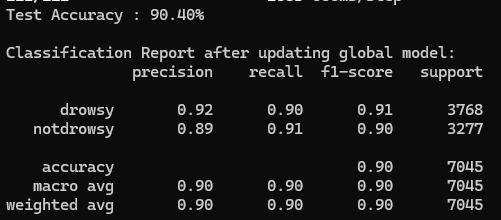 Test Accuracy : 90.40%
Classification Report after updating global model:
precision recall f1-score support
drowsy 0.92 0.90 0.91 3768
notdrowsy 0.89 0.91 0.90 3277
accuracy 0.90 7045
macro avg 0.90 0.90 0.90 7045
weighted avg 0.90 0.90 0.90 7045